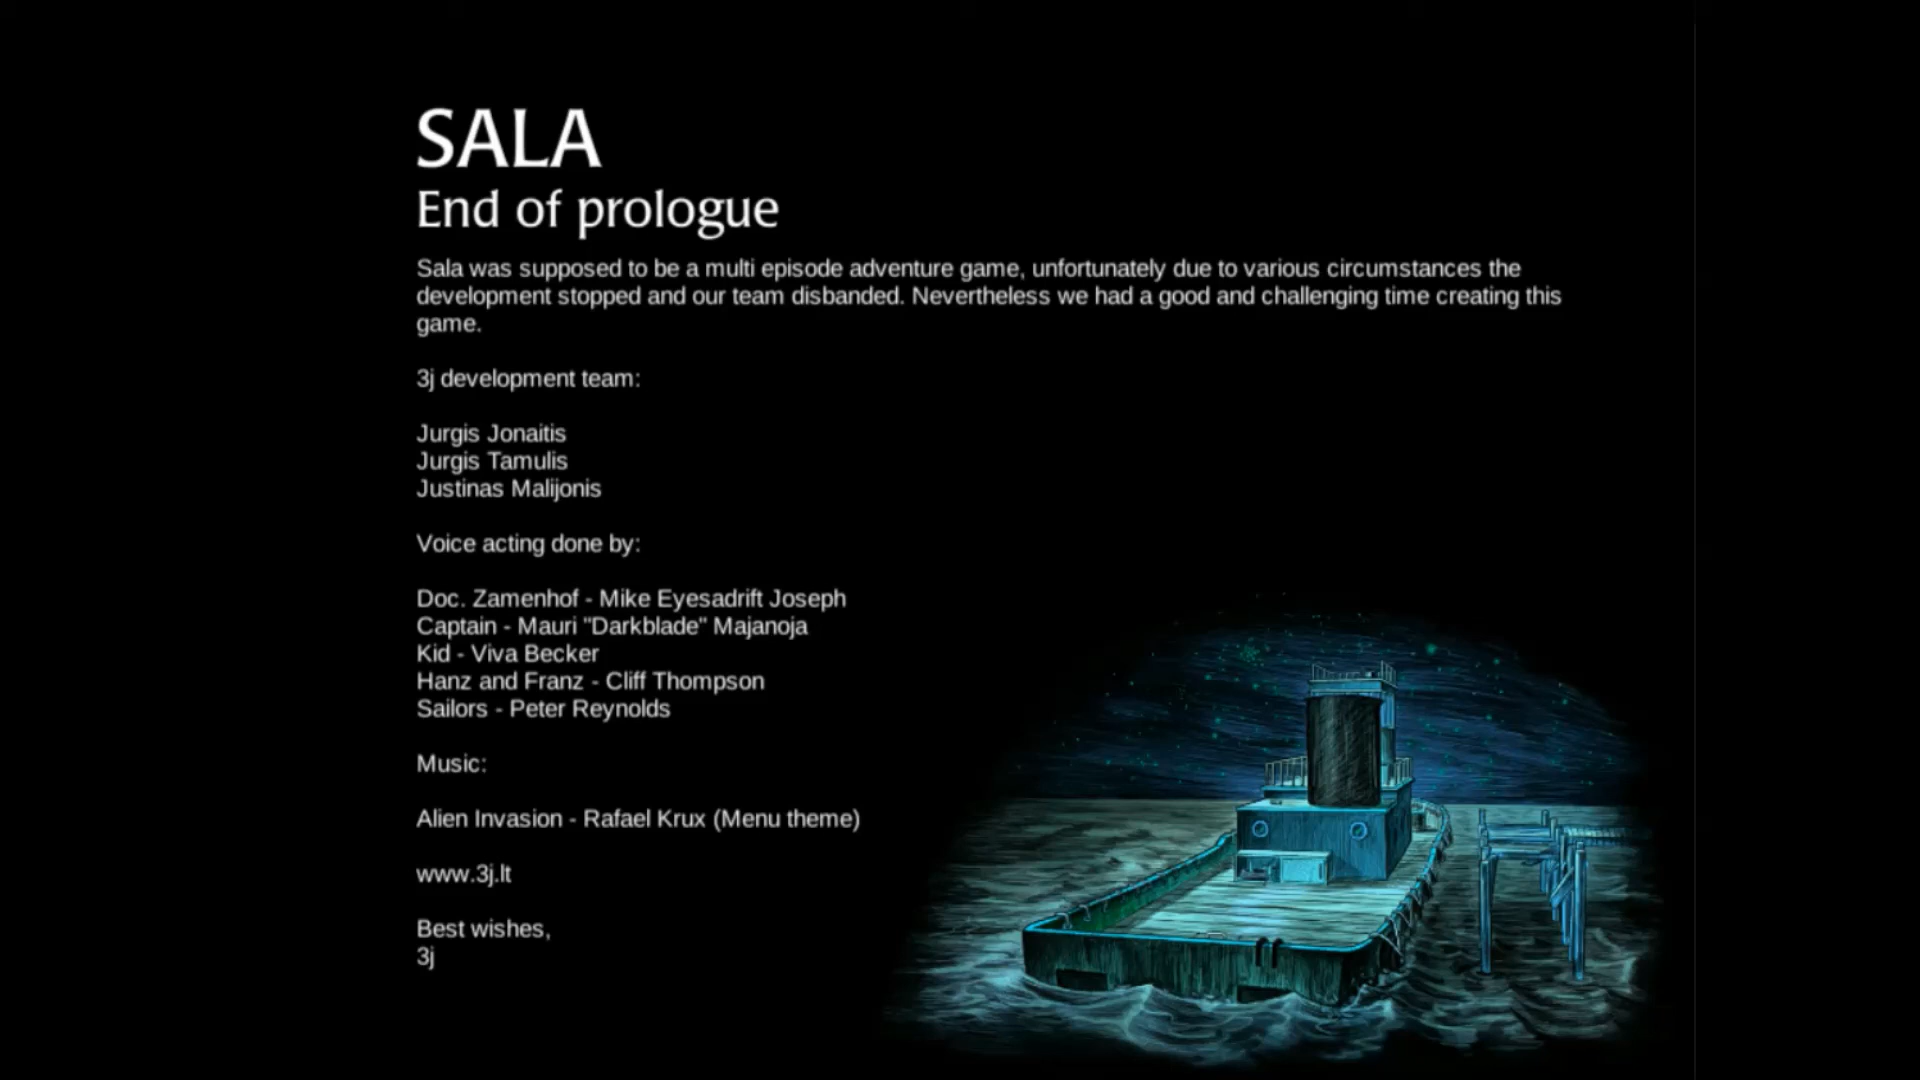 SALA
End of prologue
Sala was supposed to be a multi episode adventure game, unfortunately due to various circumstances the
development stopped and our team disbanded. Nevertheless we had a good and challenging time creating this
game.
3j development team:
Jurgis Jonaitis
Jurgis Tamulis
Justinas Malijonis
Voice acting done by:
Doc. Zamenhof - Mike Eyesadrift Joseph
Captain - Mauri "Darkblade" Majanoja
Kid - Viva Becker
Hanz and Franz - Cliff Thompson
Sailors - Peter Reynolds
Music:
Alien Invasion - Rafael Krux (Menu theme)
www.3j.lt
Best wishes,
3j